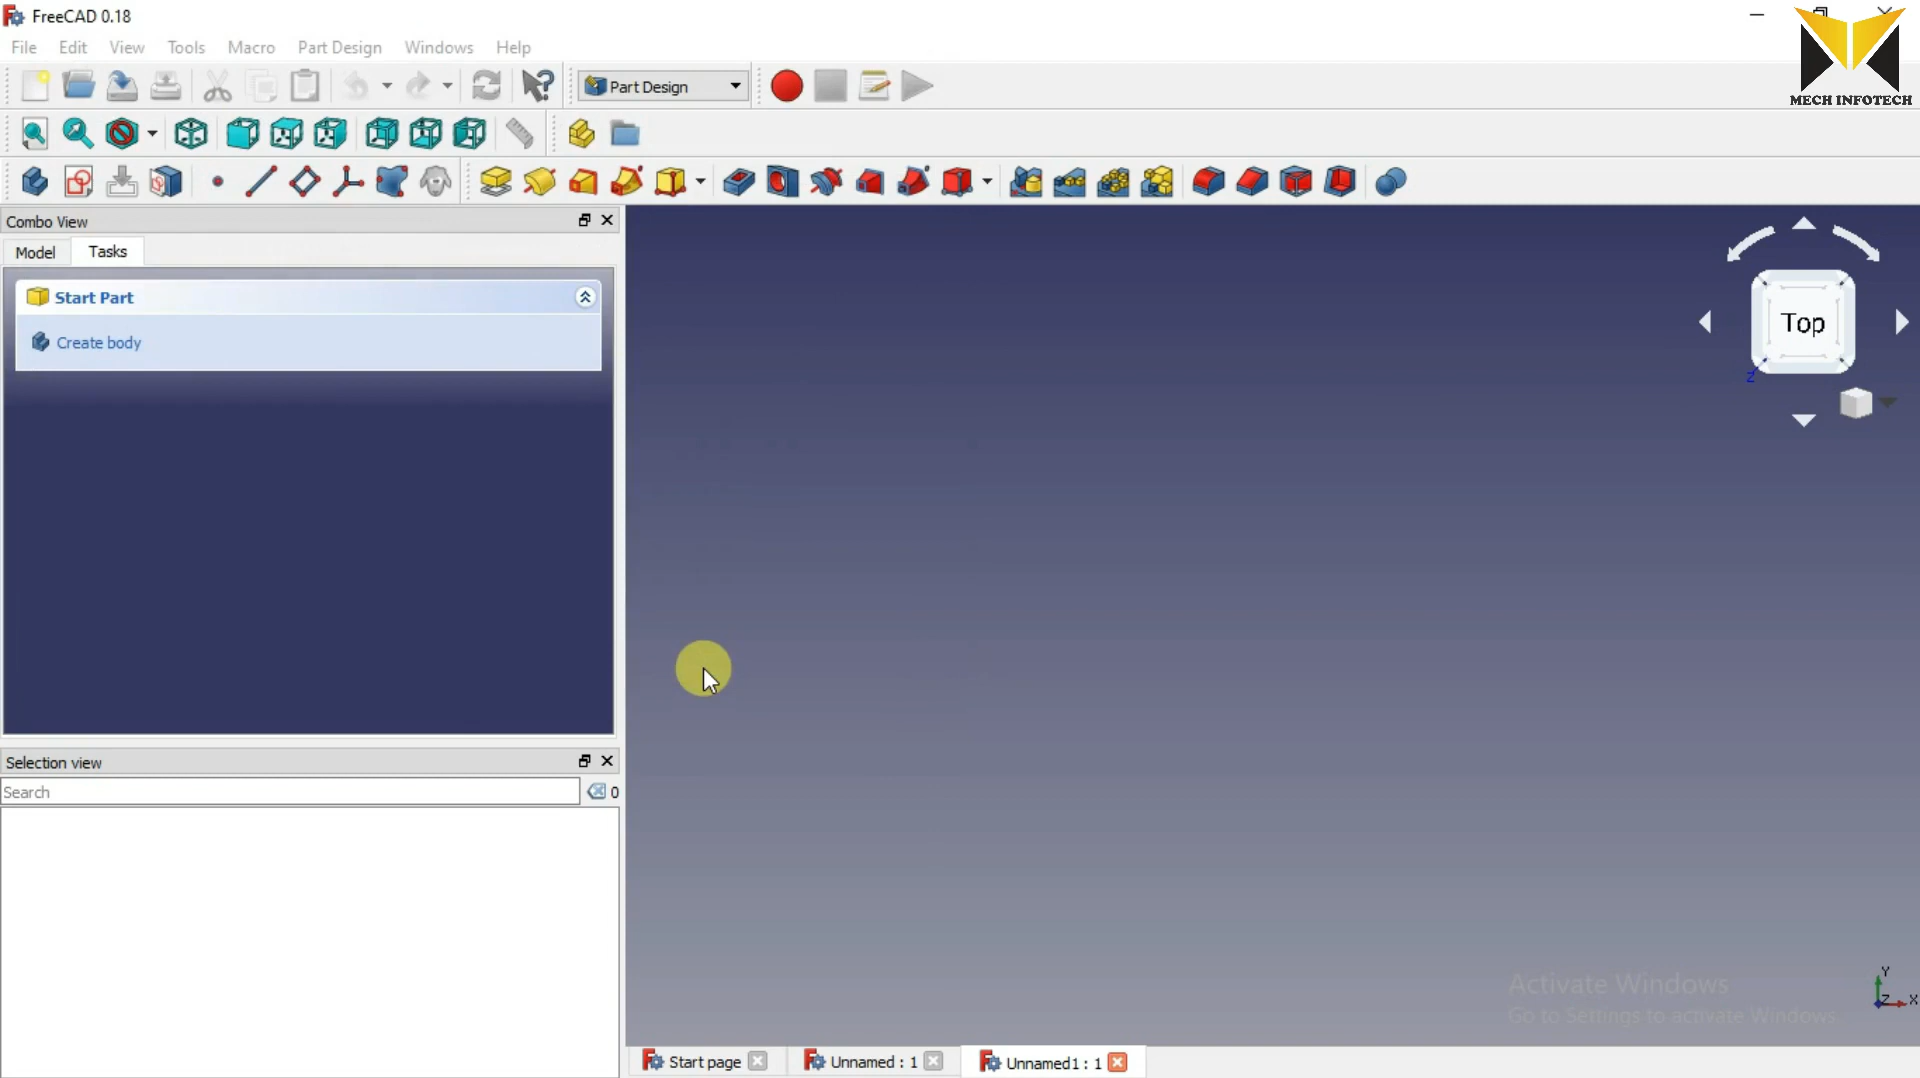 FreeCAD 0.18
File Edit View Tools Macro Part Design Windows Help
Part Design
MECH INFOTECH
Combo View
Model Tasks
Start Part
Create body
Top
Z
Selection view
Search
0
Activate Windows
Go to Settings to activate Windows.
Y
Z X
Start page Unnamed : 1 Unnamed1 : 1